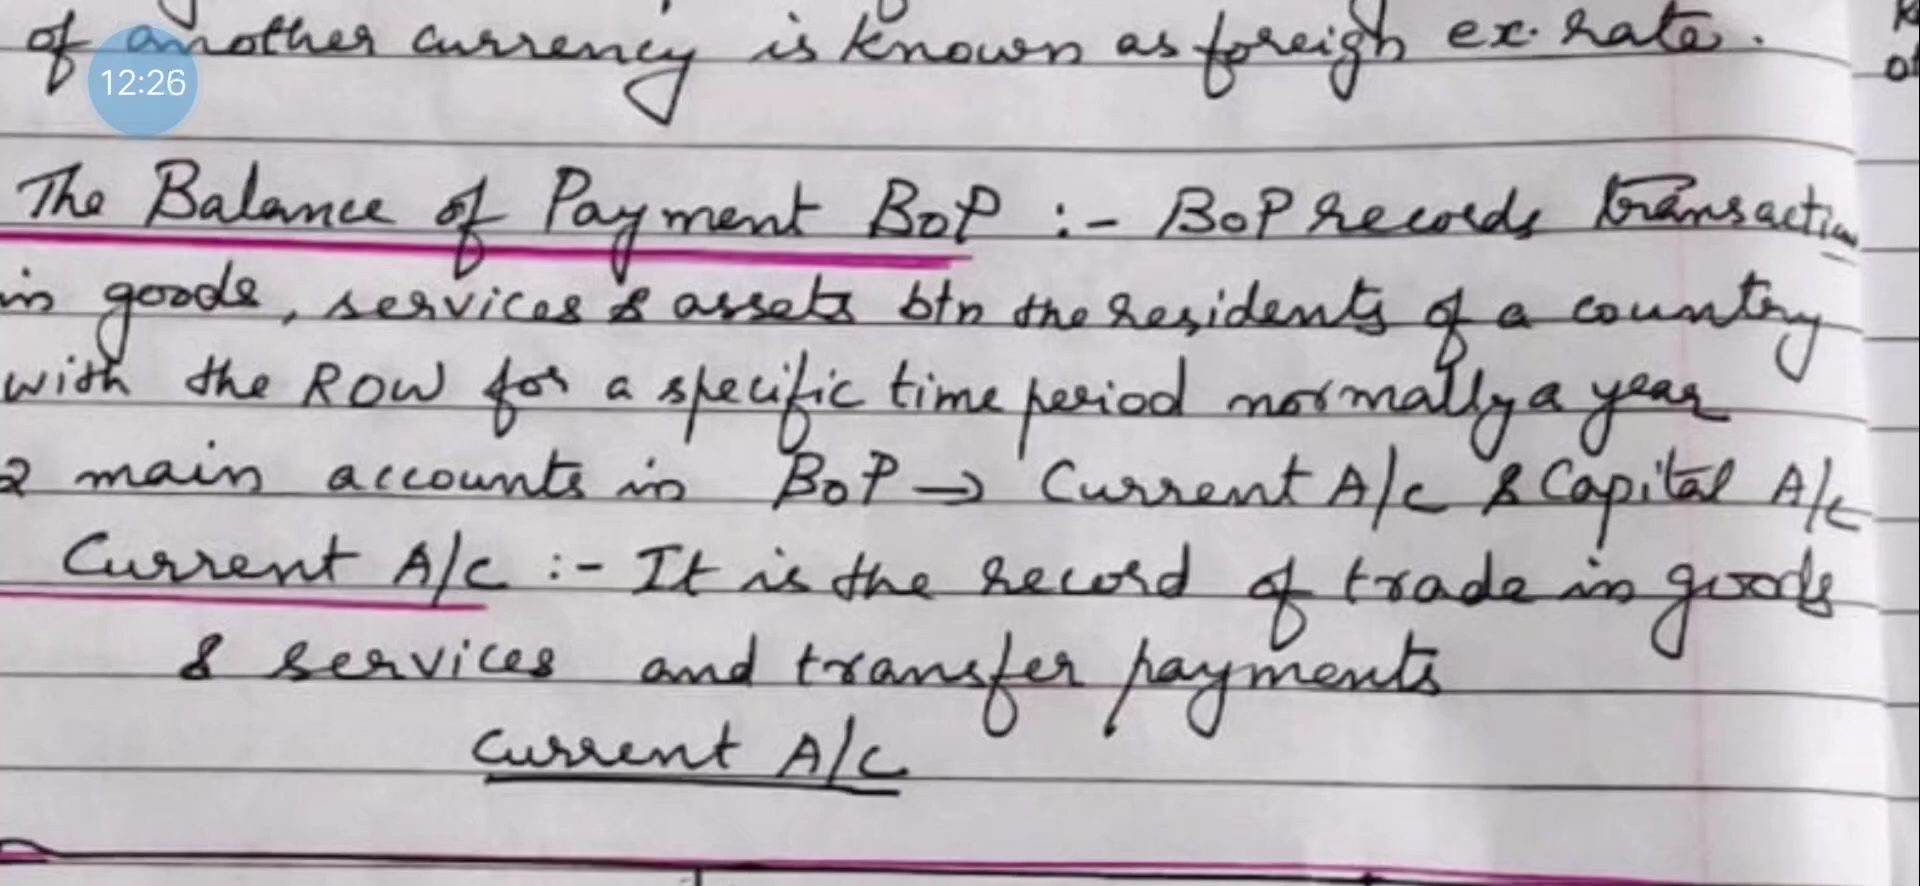 of another currency is known as foreign ex. rate.
12:26
The Balance of Payment BoP :- BoP records transaction
in goods, services & assets btn the residents of a country
with the ROW for a specific time period normally a year
2 main accounts in BoP → Current A/c & Capital A/c
Current A/c :- It is the record of trade in goods
& services and transfer payments
Current A/c